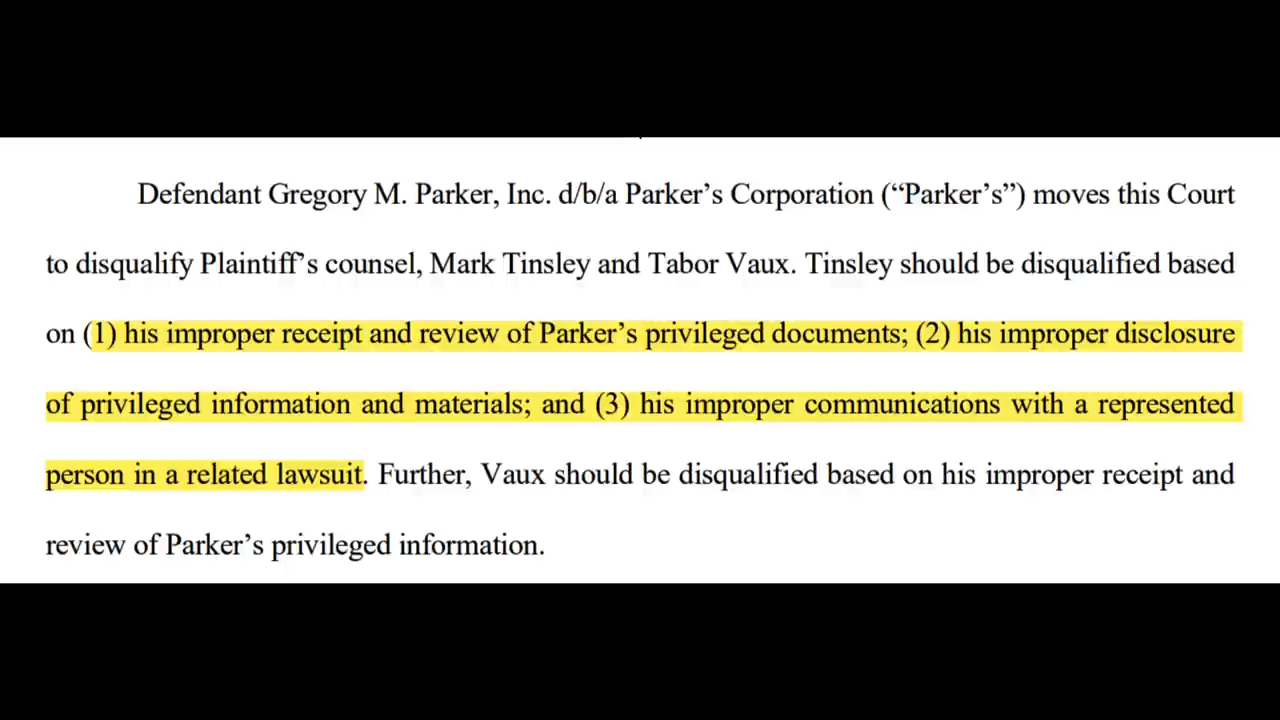 Defendant Gregory M. Parker, Inc. d/b/a Parker’s Corporation (“Parker’s”) moves this Court
to disqualify Plaintiff’s counsel, Mark Tinsley and Tabor Vaux. Tinsley should be disqualified based
on (1) his improper receipt and review of Parker’s privileged documents; (2) his improper disclosure
of privileged information and materials; and (3) his improper communications with a represented
person in a related lawsuit. Further, Vaux should be disqualified based on his improper receipt and
review of Parker’s privileged information.